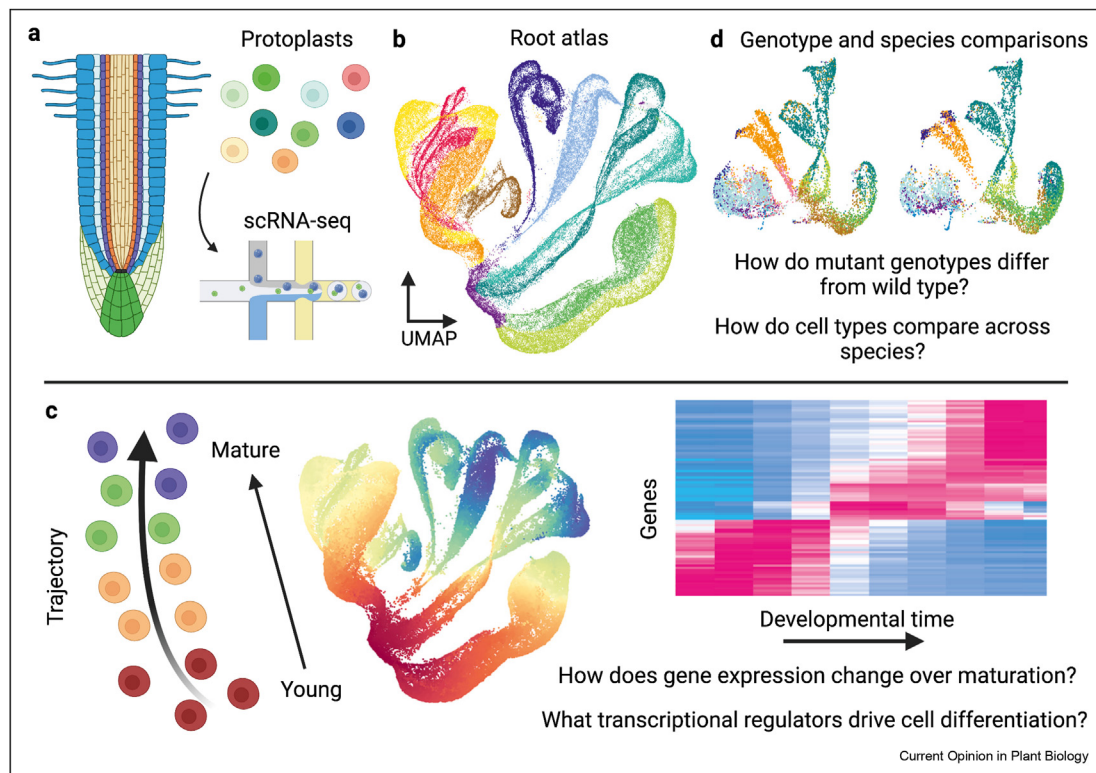 a
Protoplasts
scRNA-seq
b
Root atlas
UMAP
d
Genotype and species comparisons
How do mutant genotypes differ
from wild type?
How do cell types compare across
species?
c
Trajectory
Mature
Young
Genes
Developmental time
How does gene expression change over maturation?
What transcriptional regulators drive cell differentiation?
Current Opinion in Plant Biology